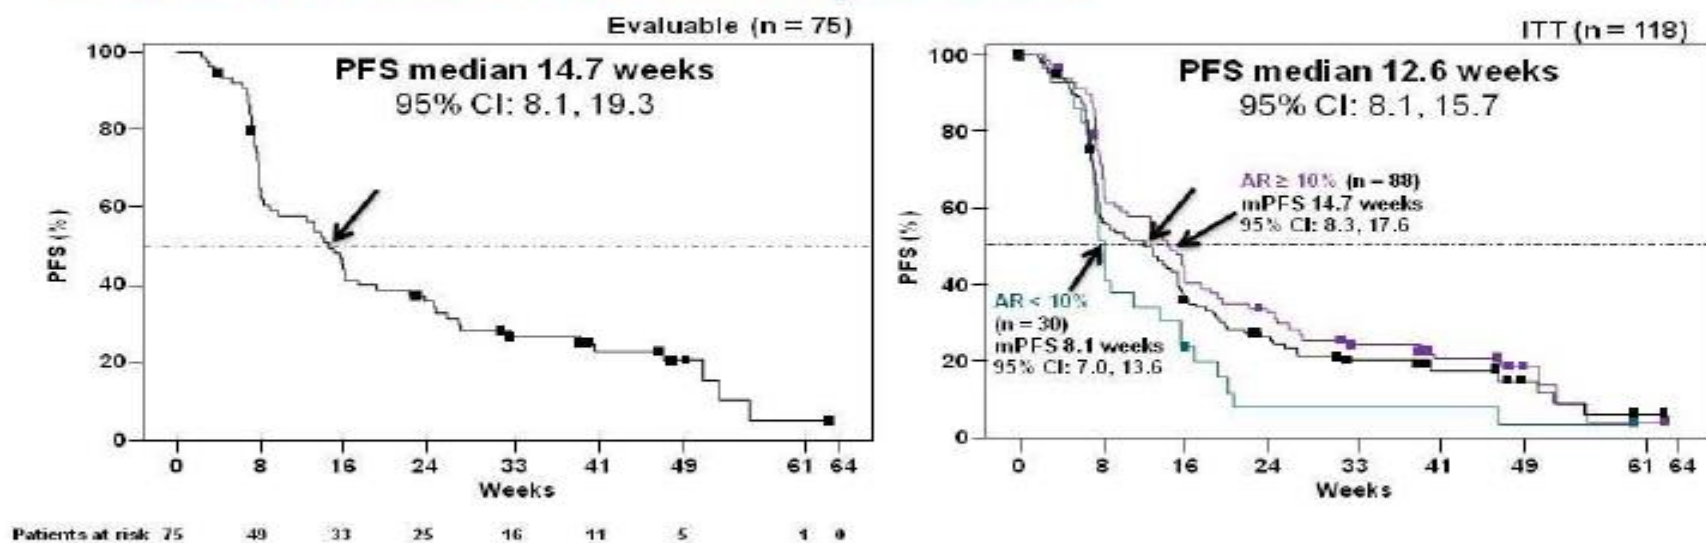 Evaluable (n = 75)
PFS median 14.7 weeks
95% CI: 8.1, 19.3
PFS (%)
100
80
60
40
20
0
0 8 16 24 33 41 49 61 64
Weeks
Patients at risk 75 49 33 25 16 11 5 1 0
ITT (n = 118)
PFS median 12.6 weeks
95% CI: 8.1, 15.7
AR ≥ 10% (n = 88)
mPFS 14.7 weeks
95% CI: 8.3, 17.6
AR < 10%
(n = 30)
mPFS 8.1 weeks
95% CI: 7.0, 13.6
PFS (%)
100
80
60
40
20
0
0 8 16 24 33 41 49 61 64
Weeks